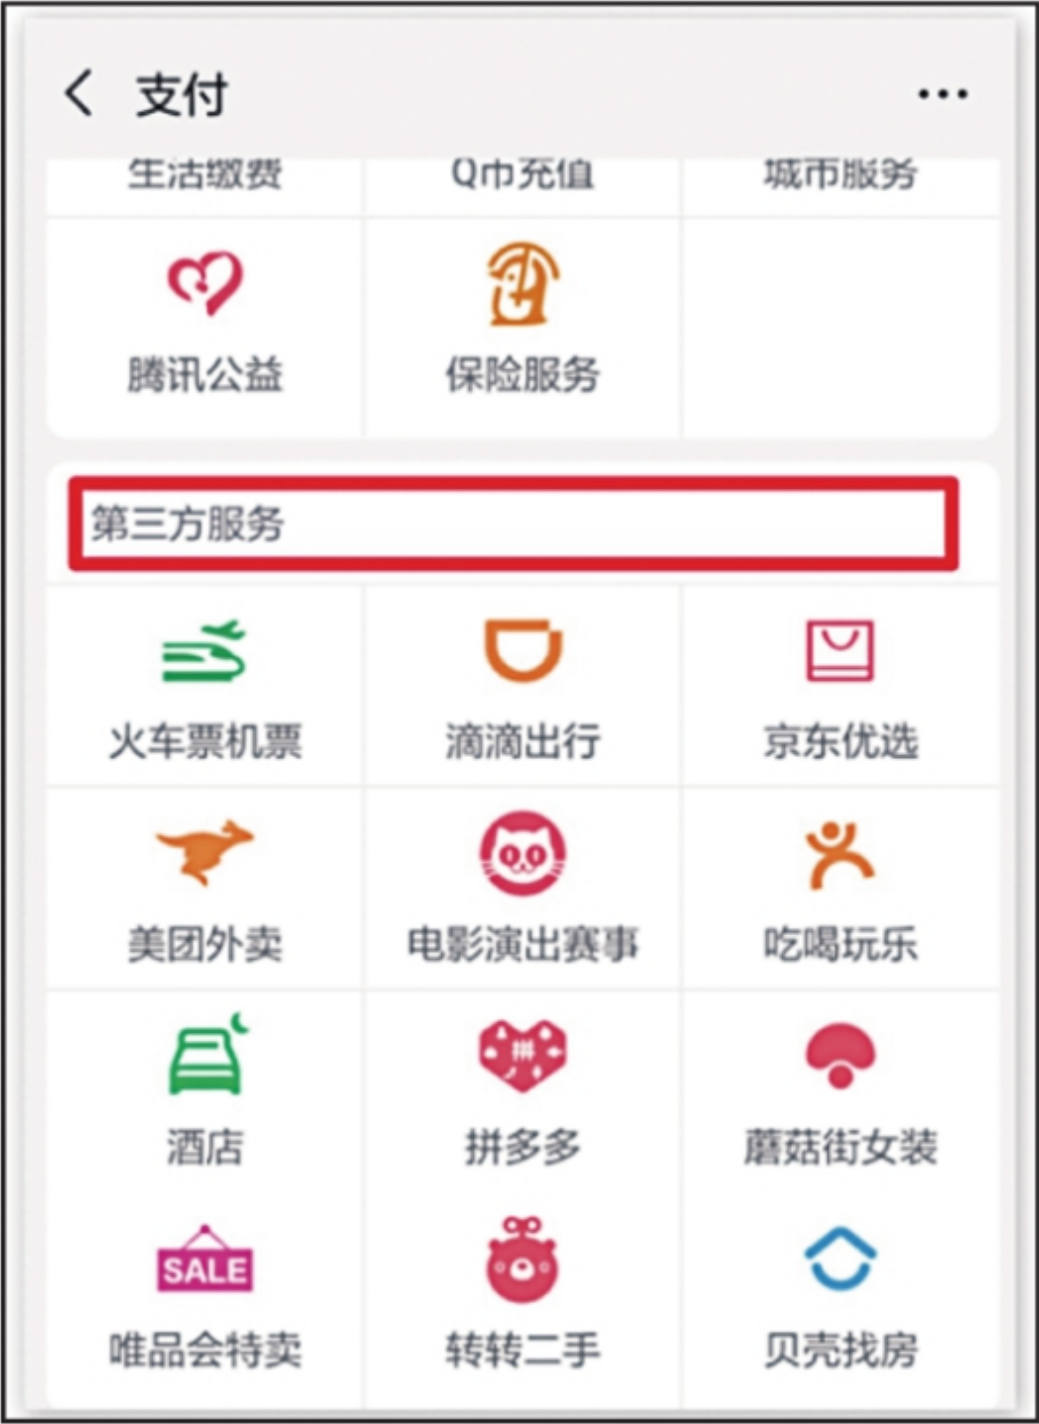 支付
生活缴费 Q币充值 城市服务
腾讯公益 保险服务
第三方服务
火车票机票 滴滴出行 京东优选
美团外卖 电影演出赛事 吃喝玩乐
拼
酒店 拼多多 蘑菇街女装
SALE
唯品会特卖 转转二手 贝壳找房